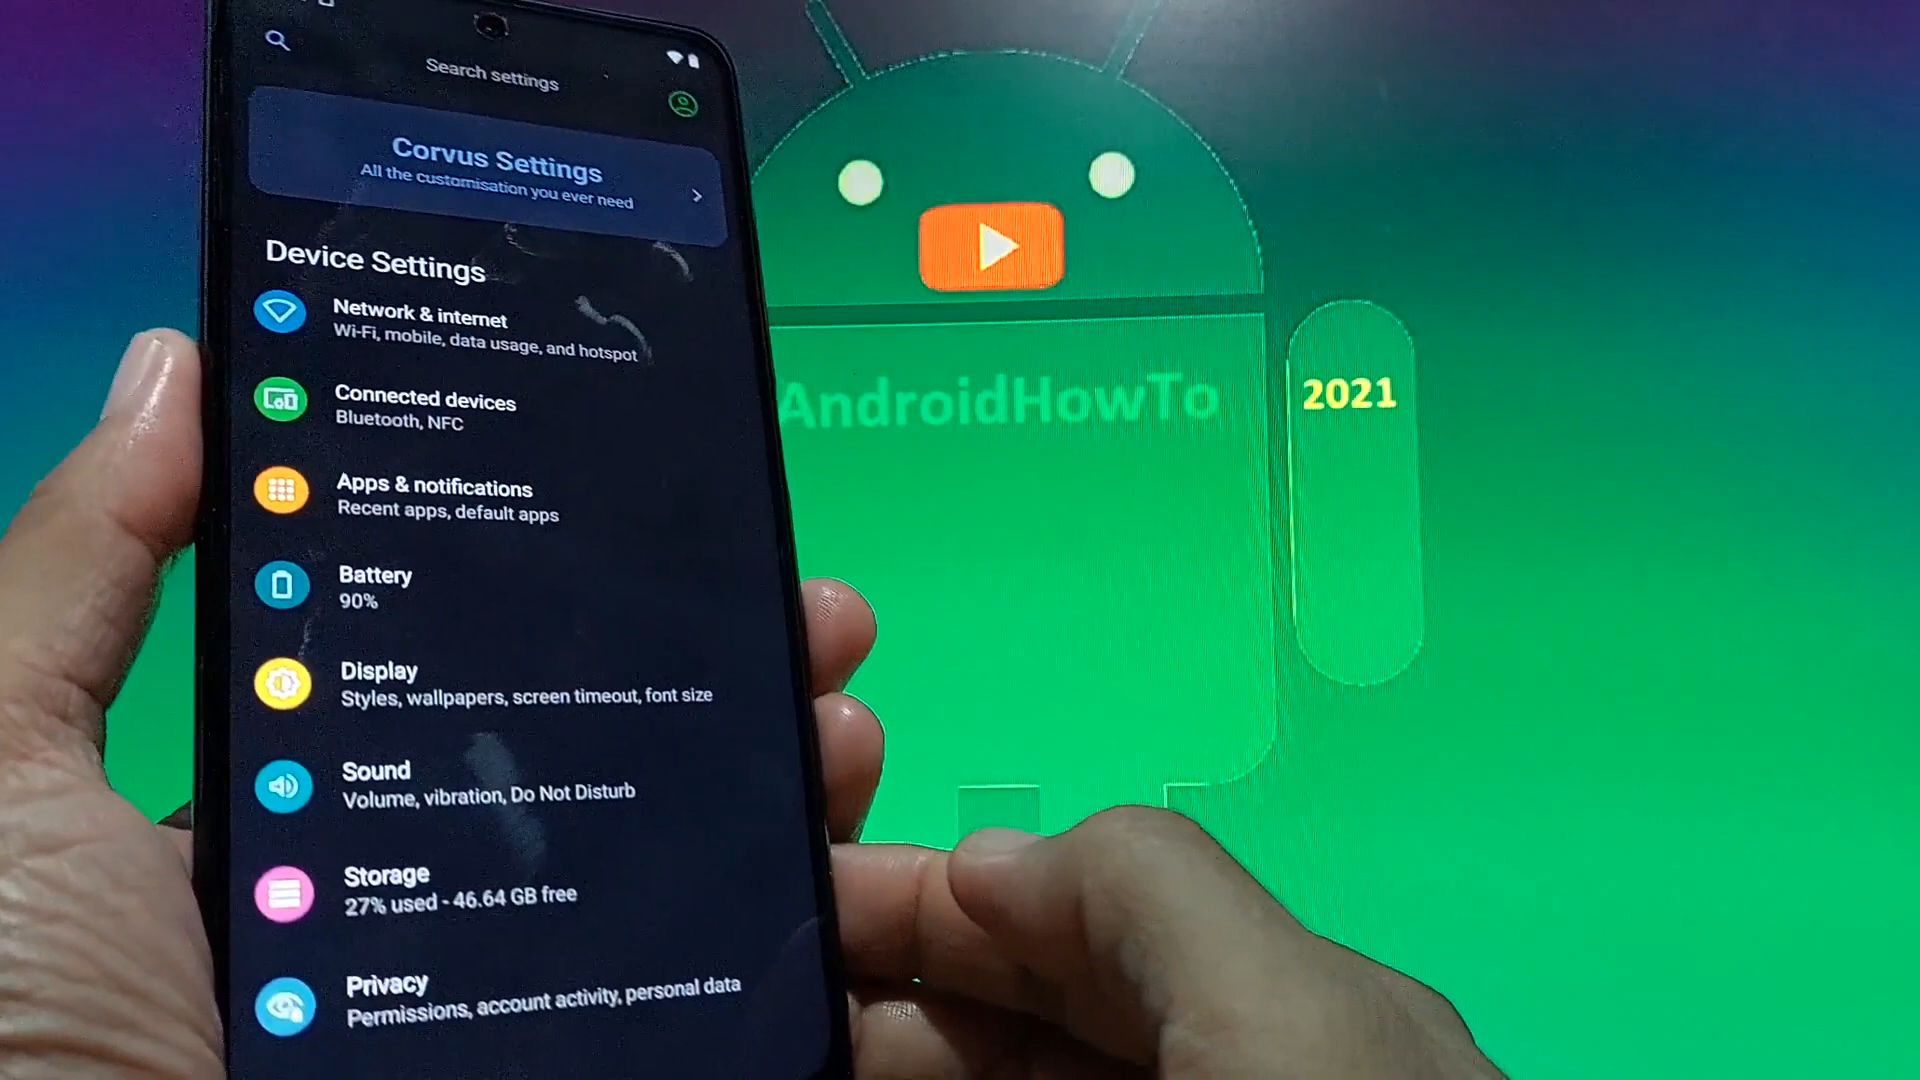 Search settings
Corvus Settings
All the customisation you ever need
Device Settings
Network & internet
Wi-Fi, mobile, data usage, and hotspot
Connected devices
Bluetooth, NFC
Apps & notifications
Recent apps, default apps
Battery
90%
Display
Styles, wallpapers, screen timeout, font size
Sound
Volume, vibration, Do Not Disturb
Storage
27% used - 46.64 GB free
Privacy
Permissions, account activity, personal data
AndroidHowTo
2021